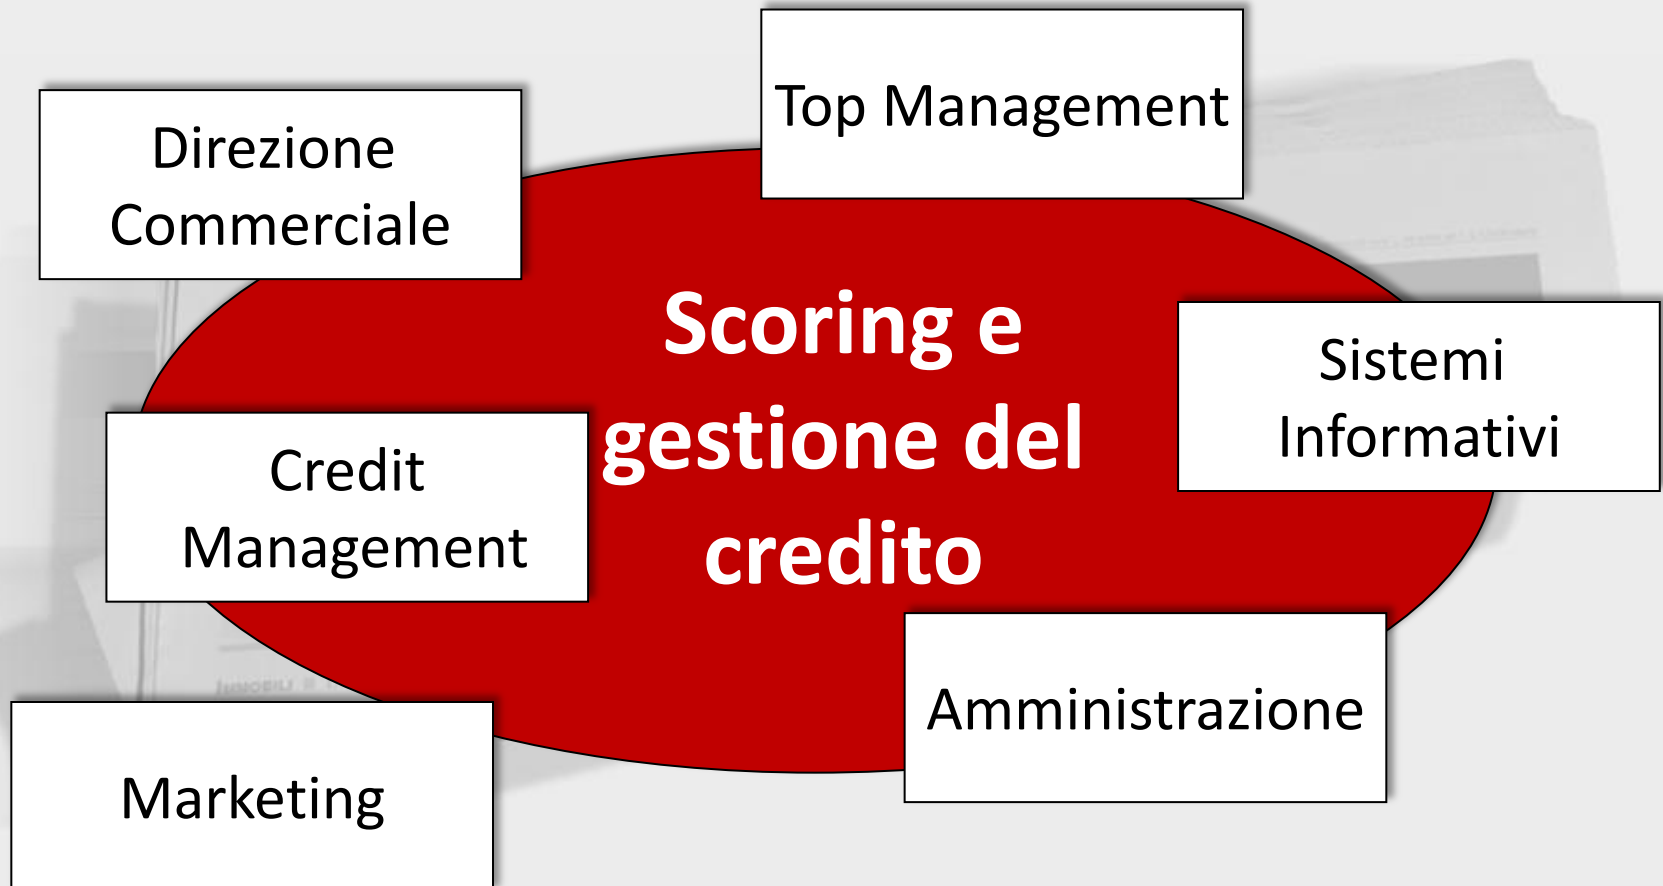 Top Management
Direzione
Commerciale
Scoring e
gestione del
credito
Sistemi
Informativi
Credit
Management
Amministrazione
Marketing